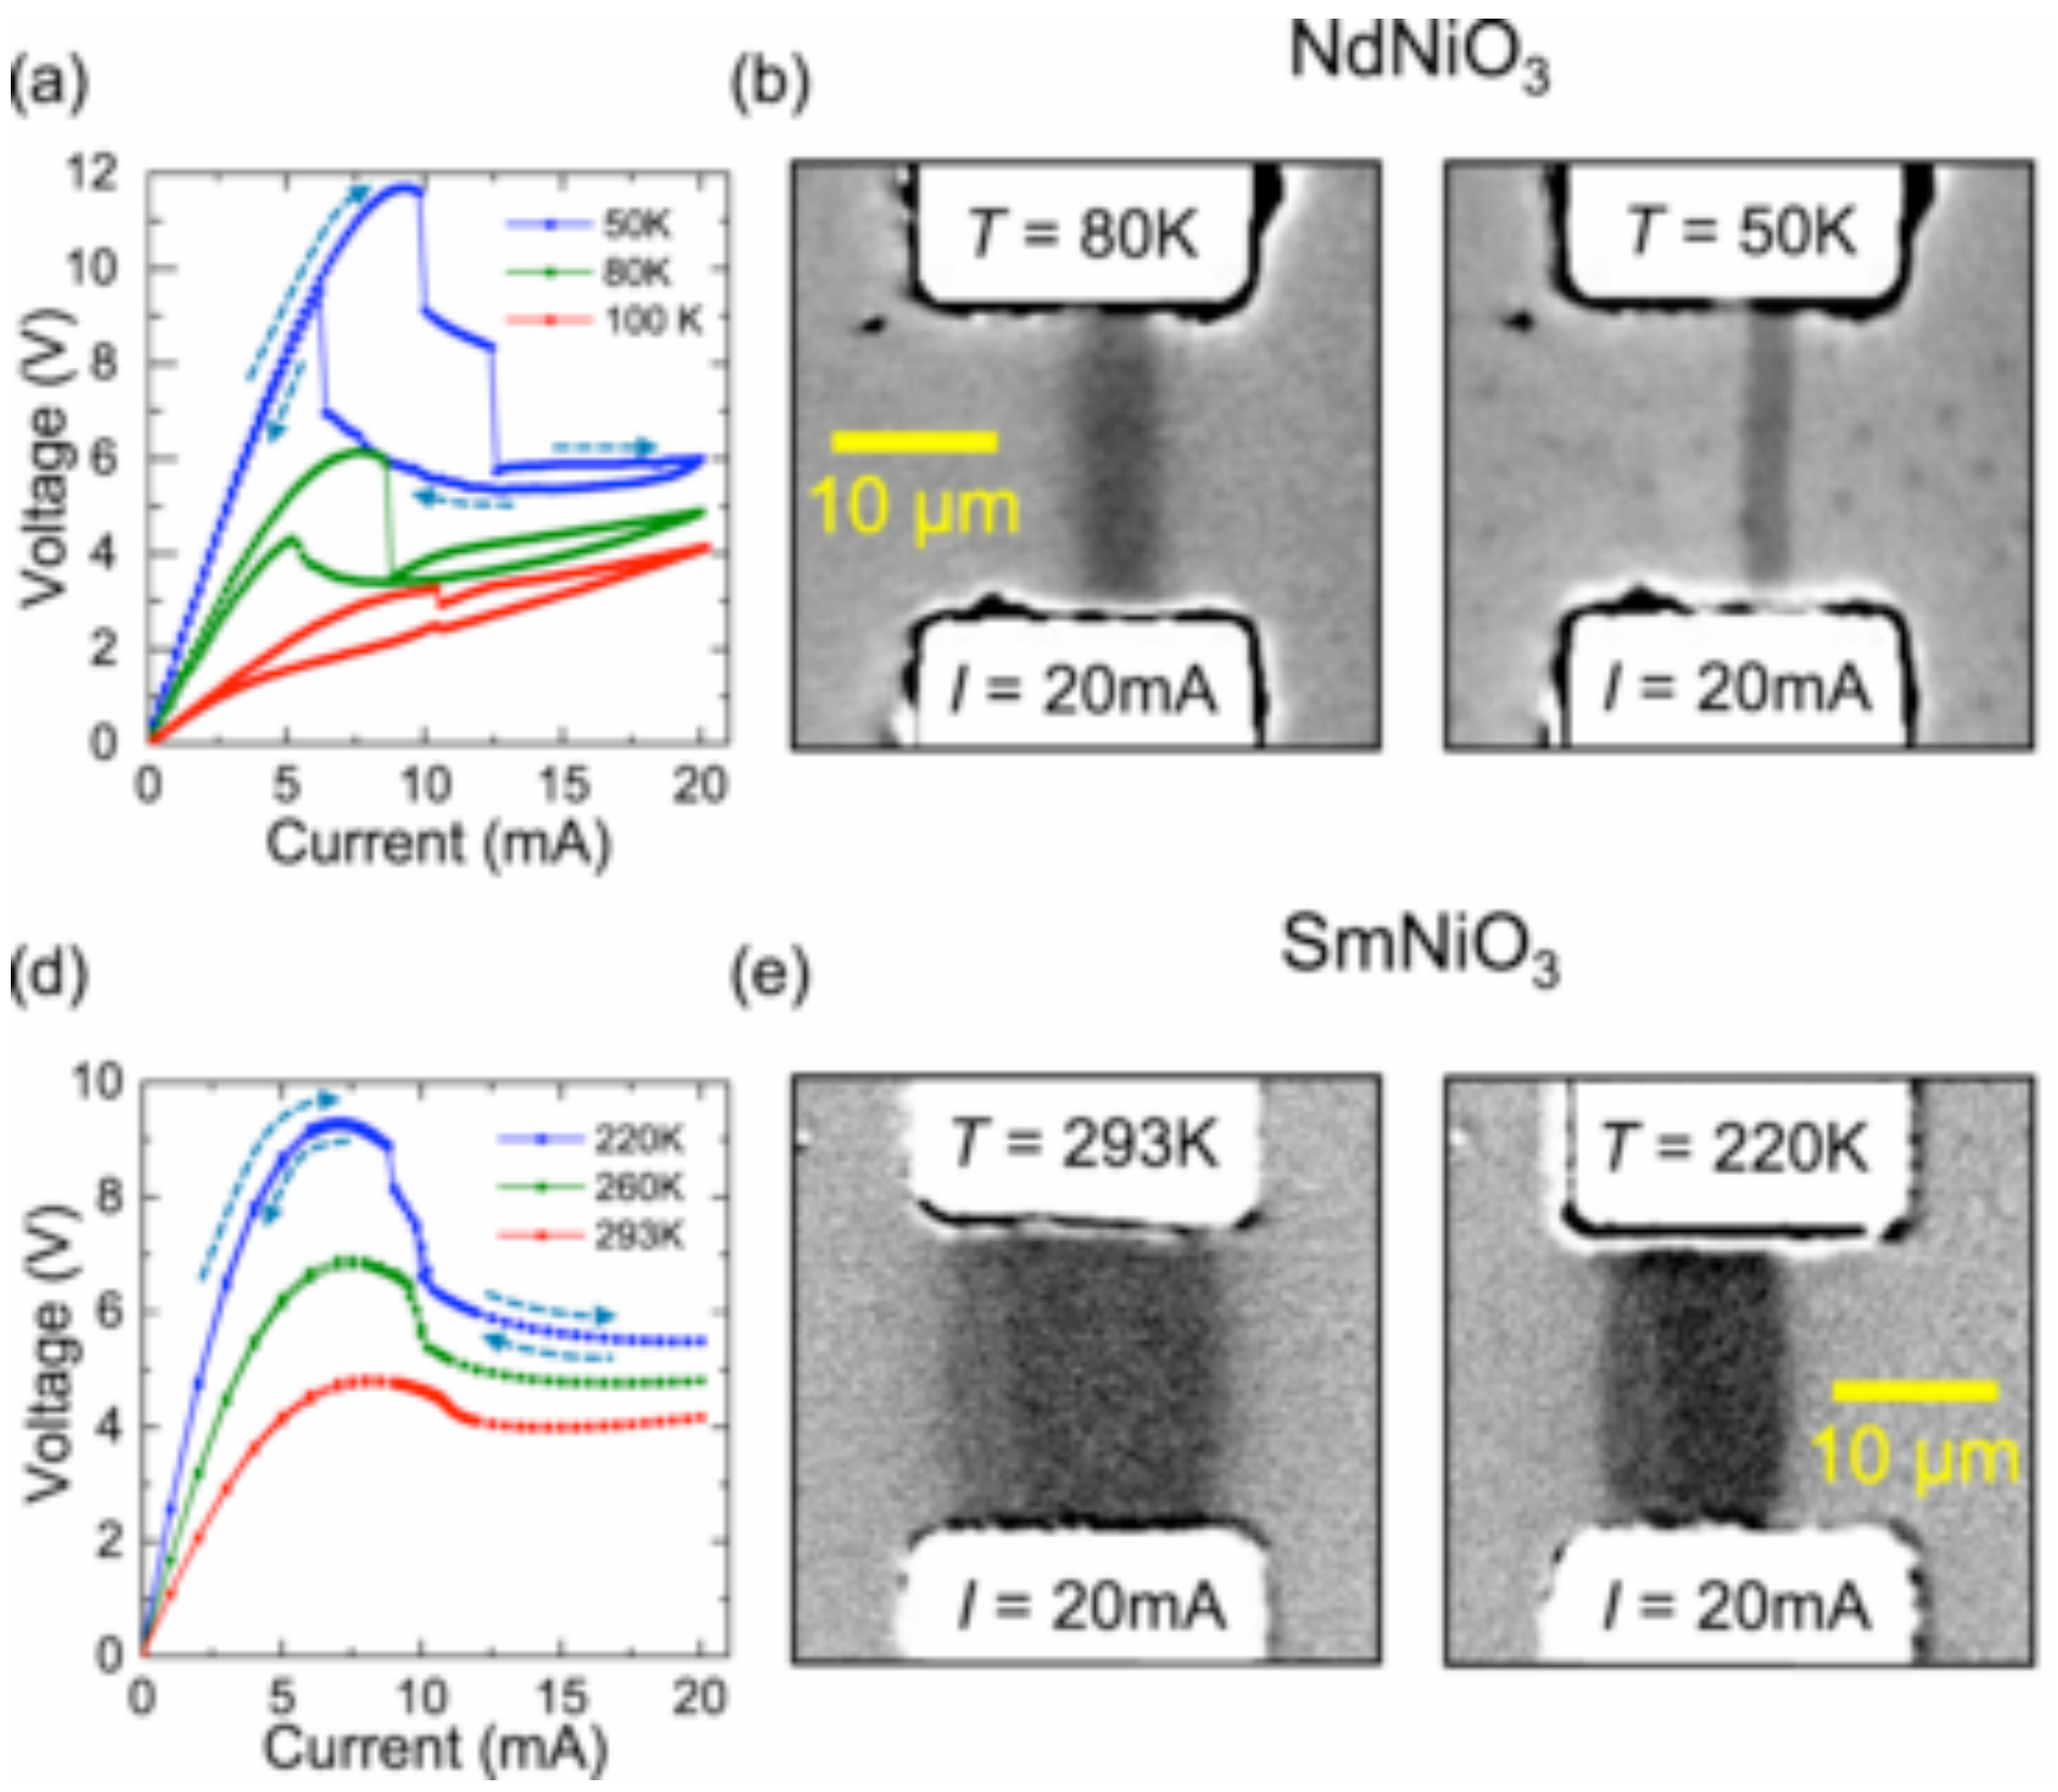 NdNiO3
(a)
(b)
12
10
8
6
4
2
0
Voltage (V)
50K
80K
100 K
0 5 10 15 20
Current (mA)
T = 80K
10 µm
I = 20mA
T = 50K
I = 20mA
SmNiO3
(d)
(e)
10
8
6
4
2
0
Voltage (V)
220K
260K
293K
0 5 10 15 20
Current (mA)
T = 293K
I = 20mA
T = 220K
10 µm
I = 20mA